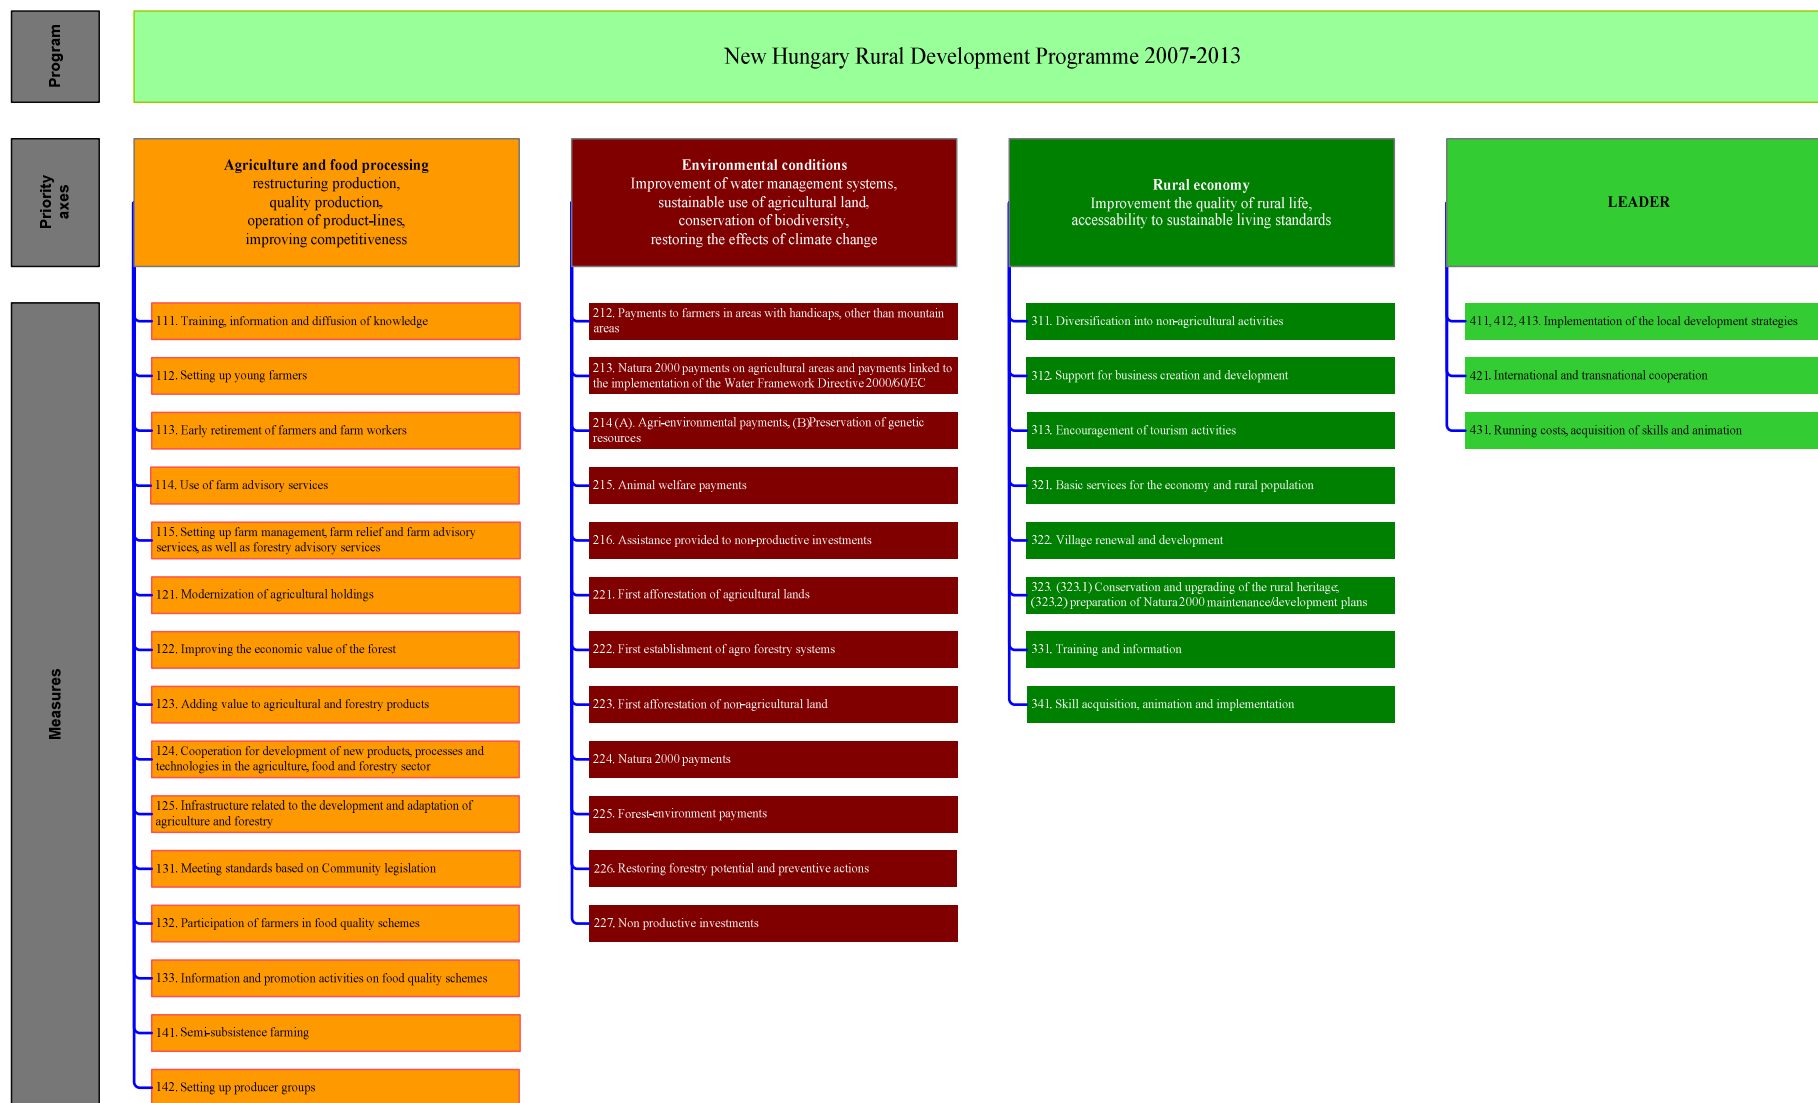 Program
New Hungary Rural Development Programme 2007-2013
Priority
axes
Agriculture and food processing
restructuring production,
quality production,
operation of product-lines,
improving competitiveness
Environmental conditions
Improvement of water management systems,
sustainable use of agricultural land,
conservation of biodiversity,
restoring the effects of climate change
Rural economy
Improvement the quality of rural life,
accessability to sustainable living standards
LEADER
Measures
111. Training, information and diffusion of knowledge
112. Setting up young farmers
113. Early retirement of farmers and farm workers
114. Use of farm advisory services
115. Setting up farm management, farm relief and farm advisory
services, as well as forestry advisory services
121. Modernization of agricultural holdings
122. Improving the economic value of the forest
123. Adding value to agricultural and forestry products
124. Cooperation for development of new products, processes and
technologies in the agriculture, food and forestry sector
125. Infrastructure related to the development and adaptation of
agriculture and forestry
131. Meeting standards based on Community legislation
132. Participation of farmers in food quality schemes
133. Information and promotion activities on food quality schemes
141. Semi-subsistence farming
142. Setting up producer groups
212. Payments to farmers in areas with handicaps, other than mountain
areas
213. Natura 2000 payments on agricultural areas and payments linked to
the implementation of the Water Framework Directive 2000/60/EC
214 (A). Agri-environmental payments, (B)Preservation of genetic
resources
215. Animal welfare payments
216. Assistance provided to non-productive investments
221. First afforestation of agricultural lands
222. First establishment of agro forestry systems
223. First afforestation of non-agricultural land
224. Natura 2000 payments
225. Forest-environment payments
226. Restoring forestry potential and preventive actions
227. Non productive investments
311. Diversification into non-agricultural activities
312. Support for business creation and development
313. Encouragement of tourism activities
321. Basic services for the economy and rural population
322. Village renewal and development
323. (323.1) Conservation and upgrading of the rural heritage;
(323.2) preparation of Natura 2000 maintenance/development plans
331. Training and information
341. Skill acquisition, animation and implementation
411, 412, 413. Implementation of the local development strategies
421. International and transnational cooperation
431. Running costs, acquisition of skills and animation